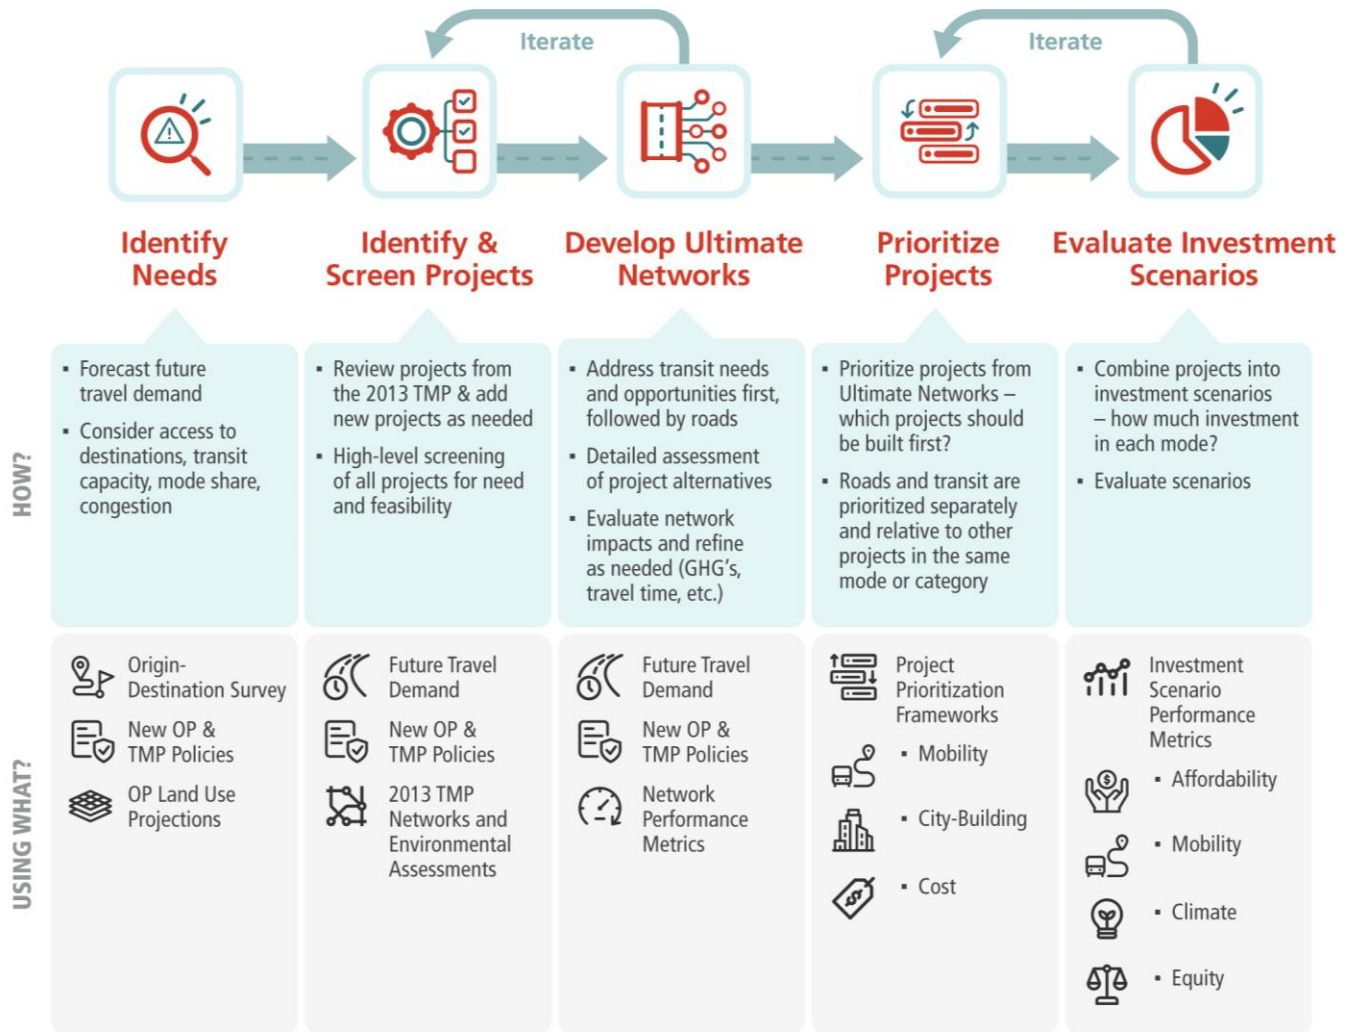 Iterate
Iterate
Identify
Needs
Identify &
Screen Projects
Develop Ultimate
Networks
Prioritize
Projects
Evaluate Investment
Scenarios
HOW?
▪ Forecast future
travel demand
▪ Consider access to
destinations, transit
capacity, mode share,
congestion
▪ Review projects from
the 2013 TMP & add
new projects as needed
▪ High-level screening
of all projects for need
and feasibility
▪ Address transit needs
and opportunities first,
followed by roads
▪ Detailed assessment
of project alternatives
▪ Evaluate network
impacts and refine
as needed (GHG's,
travel time, etc.)
▪ Prioritize projects from
Ultimate Networks –
which projects should
be built first?
▪ Roads and transit are
prioritized separately
and relative to other
projects in the same
mode or category
▪ Combine projects into
investment scenarios
– how much investment
in each mode?
▪ Evaluate scenarios
USING WHAT?
Origin-
Destination Survey
New OP &
TMP Policies
OP Land Use
Projections
Future Travel
Demand
New OP &
TMP Policies
2013 TMP
Networks and
Environmental
Assessments
Future Travel
Demand
New OP &
TMP Policies
Network
Performance
Metrics
Project
Prioritization
Frameworks
▪ Mobility
▪ City-Building
▪ Cost
Investment
Scenario
Performance
Metrics
▪ Affordability
▪ Mobility
▪ Climate
▪ Equity